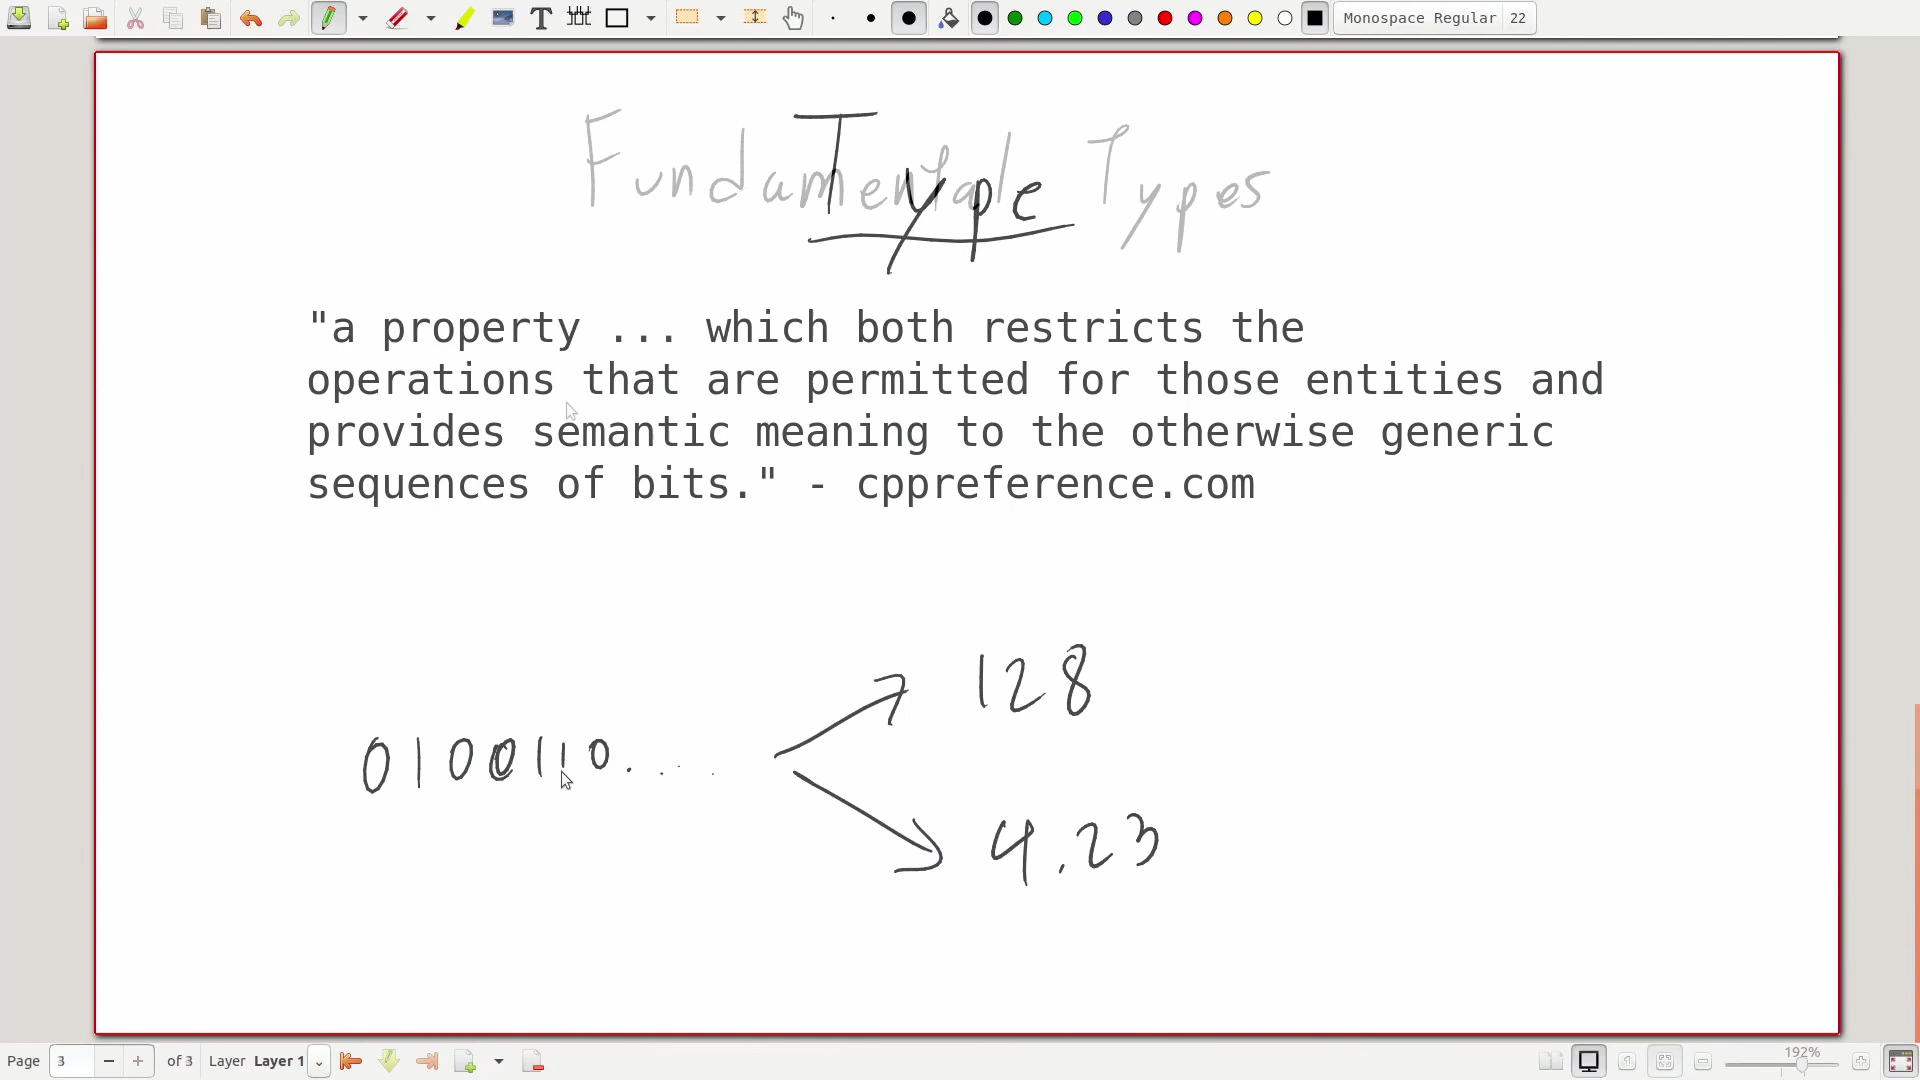 Monospace Regular 22
Fundamental Types
Type
"a property ... which both restricts the
operations that are permitted for those entities and
provides semantic meaning to the otherwise generic
sequences of bits." - cppreference.com
128
0100110....
4.23
Page 3 of 3 Layer Layer 1 192%